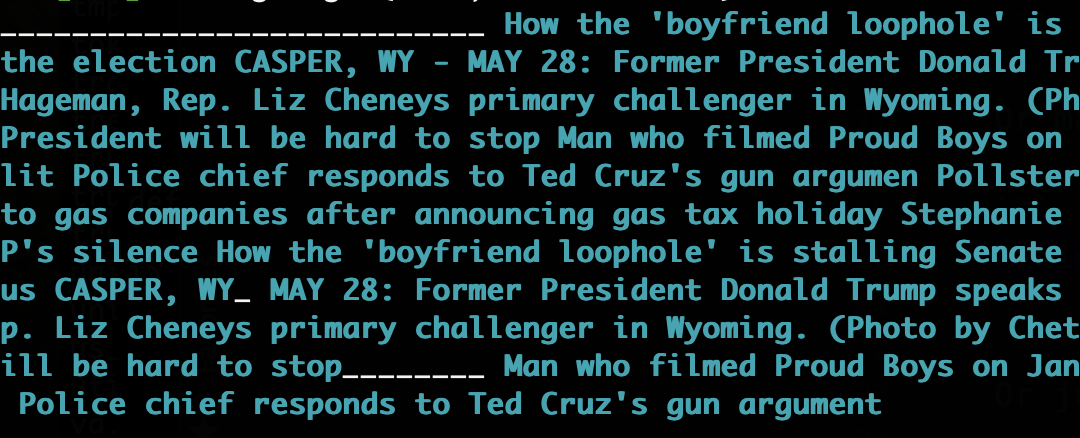 ___________________________ How the 'boyfriend loophole' is
the election CASPER, WY - MAY 28: Former President Donald Tr
Hageman, Rep. Liz Cheneys primary challenger in Wyoming. (Ph
President will be hard to stop Man who filmed Proud Boys on
lit Police chief responds to Ted Cruz's gun argumen Pollster
to gas companies after announcing gas tax holiday Stephanie
P's silence How the 'boyfriend loophole' is stalling Senate
us CASPER, WY_ MAY 28: Former President Donald Trump speaks
p. Liz Cheneys primary challenger in Wyoming. (Photo by Chet
ill be hard to stop________ Man who filmed Proud Boys on Jan
Police chief responds to Ted Cruz's gun argument